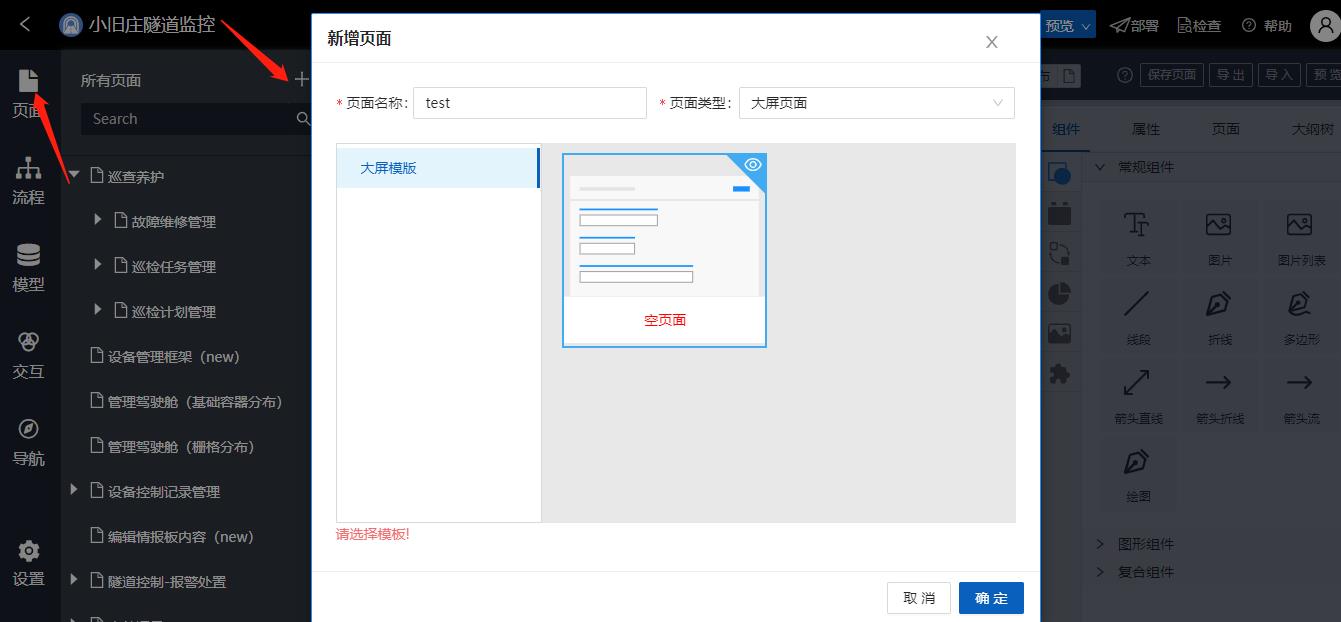 小旧庄隧道监控
预览
部署
检查
帮助
页面
流程
模型
交互
导航
设置
所有页面
Search
巡查养护
故障维修管理
巡检任务管理
巡检计划管理
设备管理框架（new）
管理驾驶舱（基础容器分布）
管理驾驶舱（栅格分布）
设备控制记录管理
编辑情报板内容（new）
隧道控制-报警处置
新增页面
* 页面名称：
test
* 页面类型：
大屏页面
大屏模版
空页面
请选择模板!
取 消
确 定
保存页面
导 出
导 入
预 览
组件
属性
页面
大纲树
常规组件
文本
图片
图片列表
线段
折线
多边形
箭头直线
箭头折线
箭头流
绘图
图形组件
复合组件